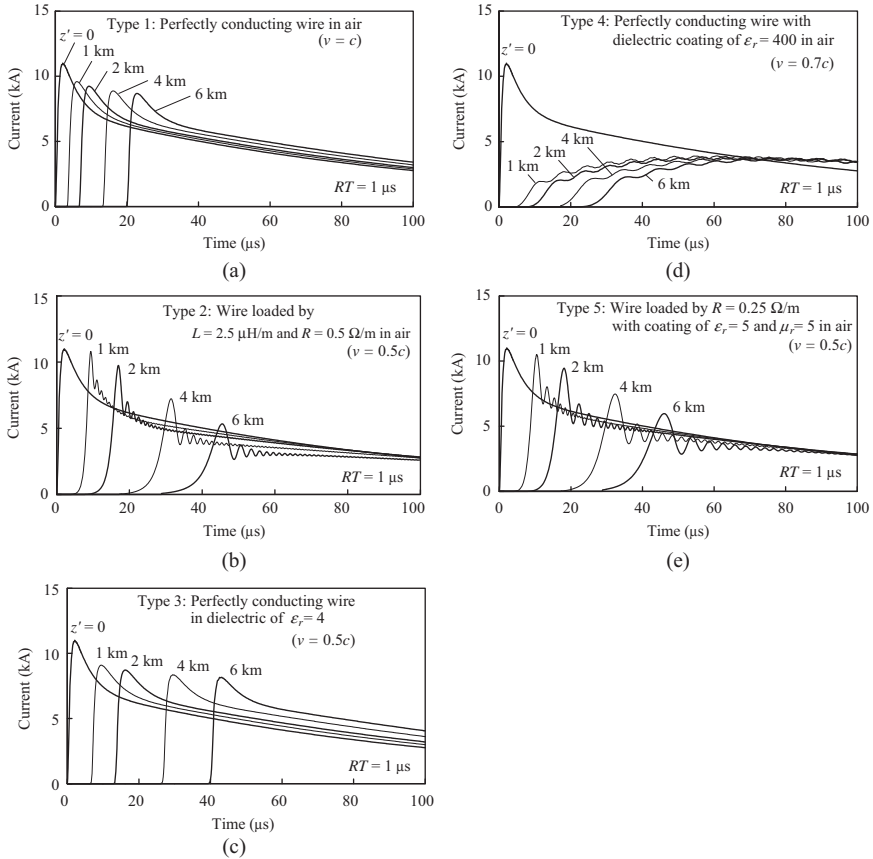 15
Type 1: Perfectly conducting wire in air
(v = c)
z' = 0
1 km
2 km
4 km
6 km
10
5
0
Current (kA)
RT = 1 µs
0 20 40 60 80 100
Time (µs)
(a)
15
Type 4: Perfectly conducting wire with
dielectric coating of εr = 400 in air
(v = 0.7c)
z' = 0
10
5
0
Current (kA)
1 km
2 km
4 km
6 km
RT = 1 µs
0 20 40 60 80 100
Time (µs)
(d)
15
Type 2: Wire loaded by
L = 2.5 µH/m and R = 0.5 Ω/m in air
(v = 0.5c)
z' = 0
1 km
2 km
4 km
6 km
10
5
0
Current (kA)
RT = 1 µs
0 20 40 60 80 100
Time (µs)
(b)
15
Type 5: Wire loaded by R = 0.25 Ω/m
with coating of εr = 5 and µr = 5 in air
(v = 0.5c)
z' = 0
1 km
2 km
4 km
6 km
10
5
0
Current (kA)
RT = 1 µs
0 20 40 60 80 100
Time (µs)
(e)
15
Type 3: Perfectly conducting wire
in dielectric of εr = 4
(v = 0.5c)
z' = 0
1 km
2 km
4 km
6 km
10
5
0
Current (kA)
RT = 1 µs
0 20 40 60 80 100
Time (µs)
(c)